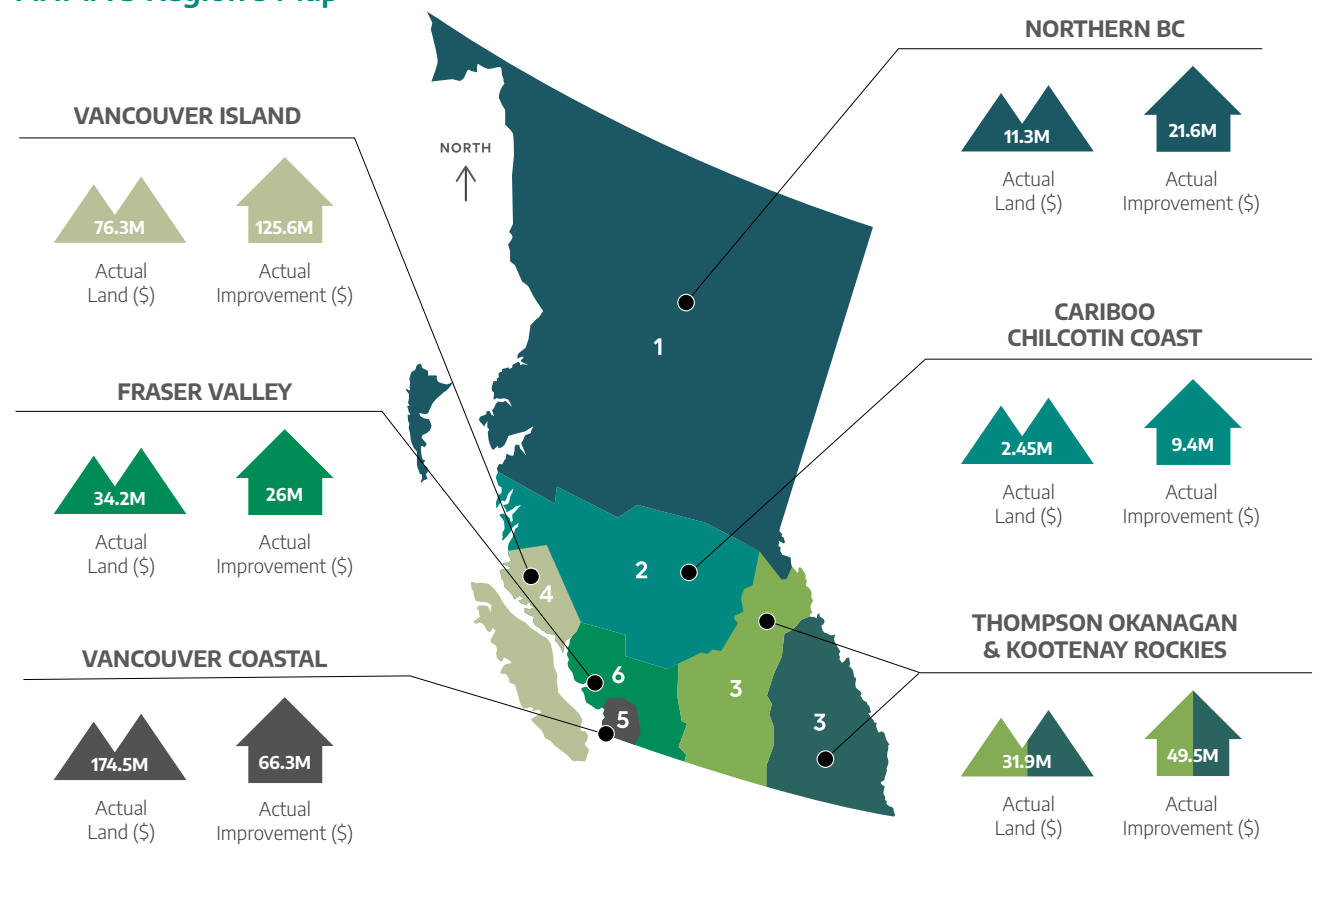 Map
VANCOUVER ISLAND
76.3M
125.6M
Actual
Land ($)
Actual
Improvement ($)
FRASER VALLEY
34.2M
26M
Actual
Land ($)
Actual
Improvement ($)
VANCOUVER COASTAL
174.5M
66.3M
Actual
Land ($)
Actual
Improvement ($)
NORTH
1
2
3
3
4
5
6
NORTHERN BC
11.3M
21.6M
Actual
Land ($)
Actual
Improvement ($)
CARIBOO
CHILCOTIN COAST
2.45M
9.4M
Actual
Land ($)
Actual
Improvement ($)
THOMPSON OKANAGAN
& KOOTENAY ROCKIES
31.9M
49.5M
Actual
Land ($)
Actual
Improvement ($)